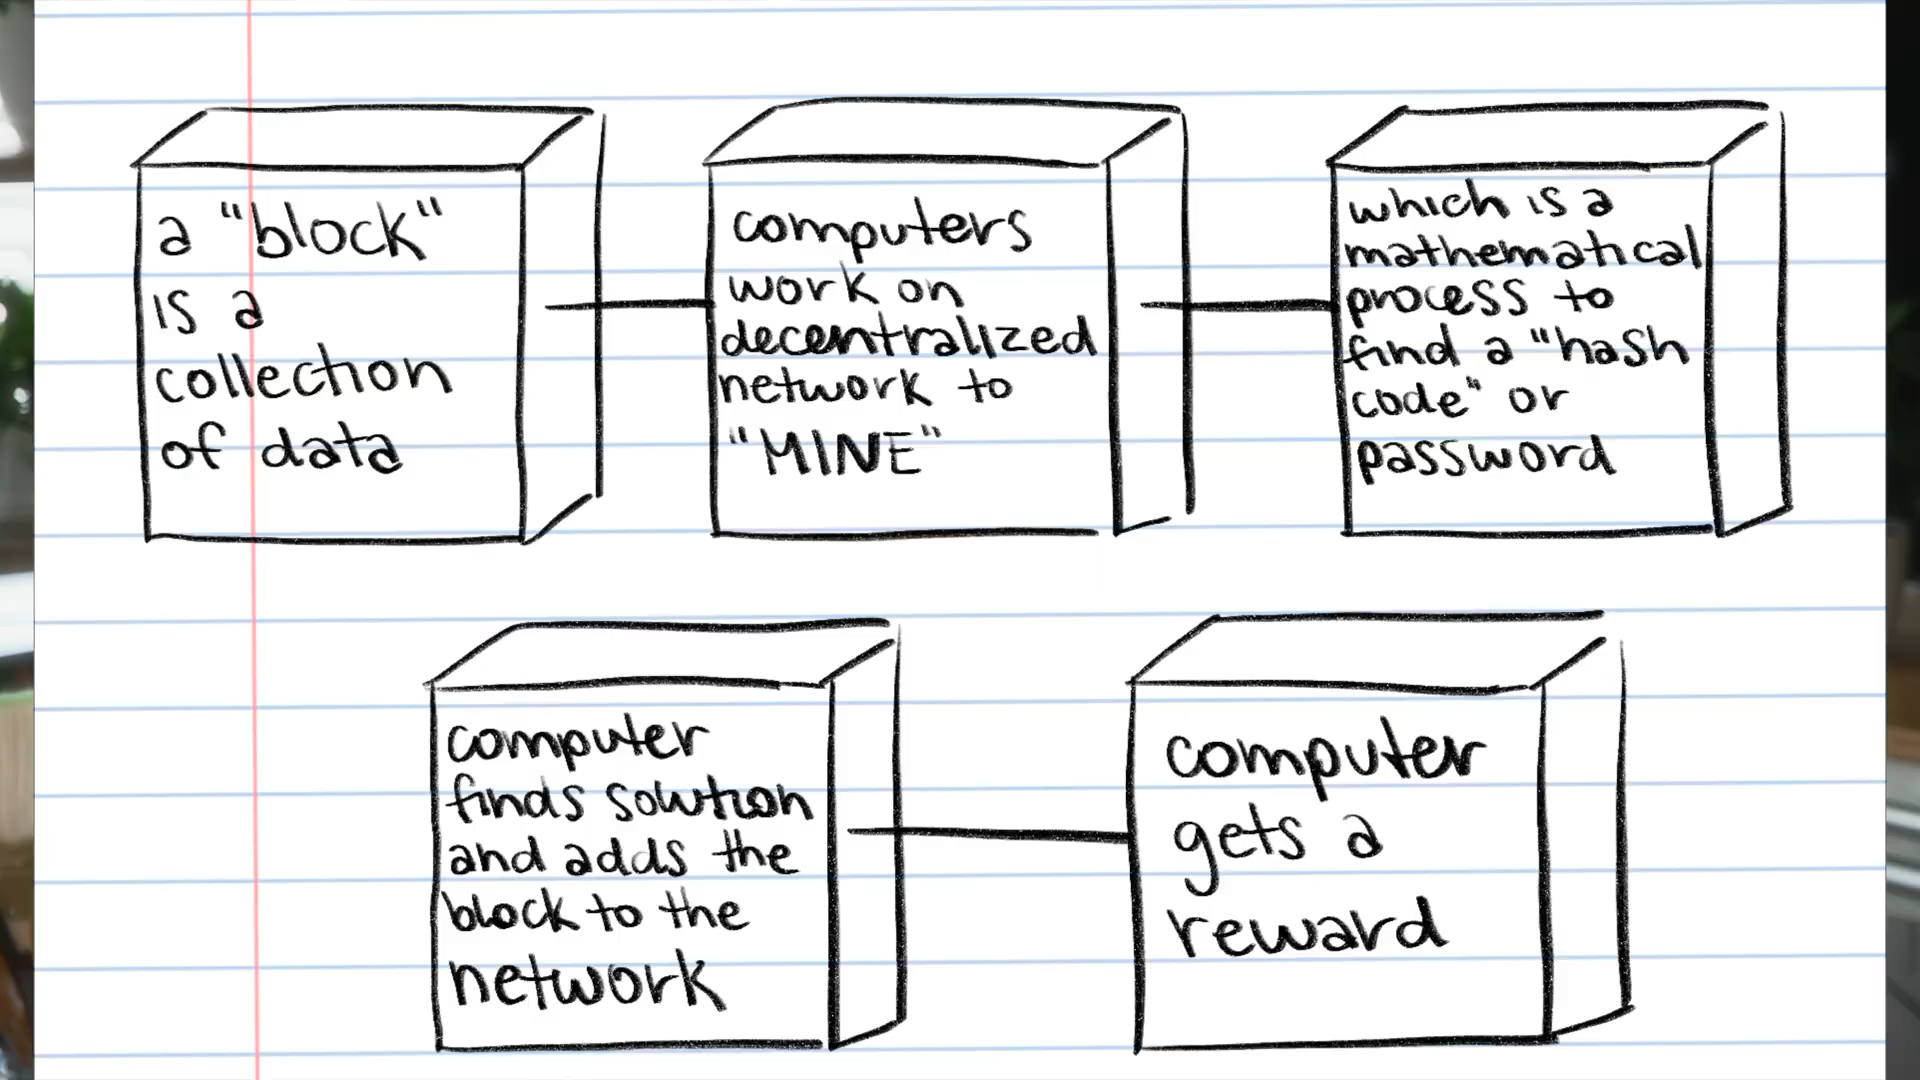 a "block"
is a
collection
of data
computers
work on
decentralized
network to
"MINE"
which is a
mathematical
process to
find a "hash
code" or
password
computer
finds solution
and adds the
block to the
network
computer
gets a
reward